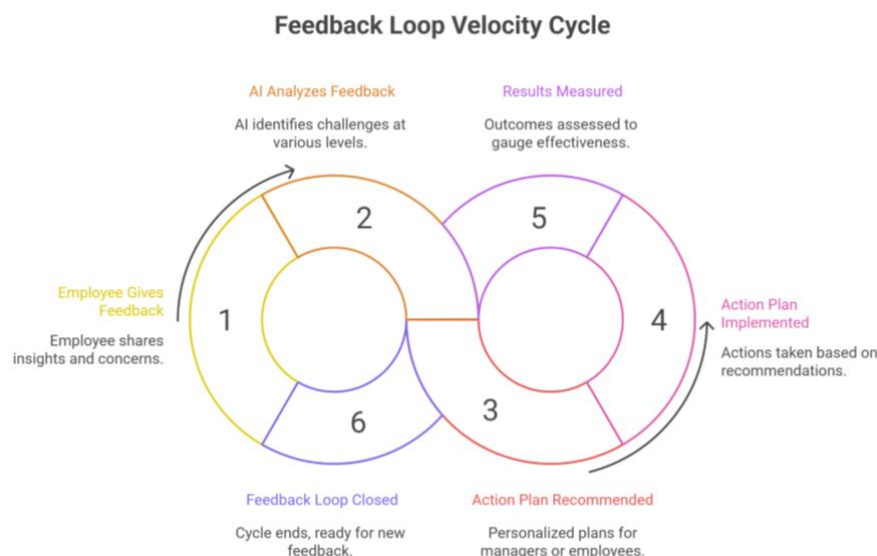 Feedback Loop Velocity Cycle
AI Analyzes Feedback
AI identifies challenges at
various levels.
Results Measured
Outcomes assessed to
gauge effectiveness.
2
5
Employee Gives
Feedback
Employee shares
insights and concerns.
1
4
Action Plan
Implemented
Actions taken based on
recommendations.
6
3
Feedback Loop Closed
Cycle ends, ready for new
feedback.
Action Plan Recommended
Personalized plans for
managers or employees.